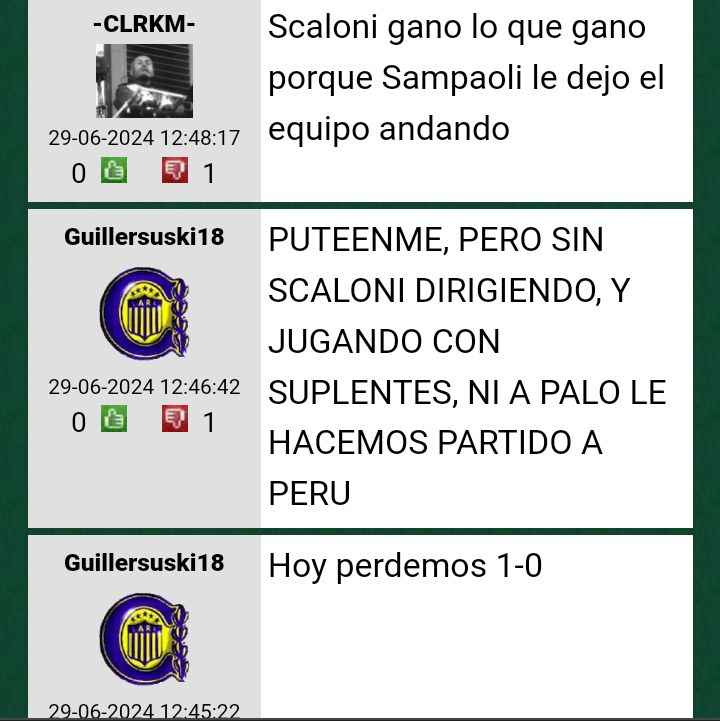 -CLRKM-
29-06-2024 12:48:17
0 1
Scaloni gano lo que gano
porque Sampaoli le dejo el
equipo andando
Guillersuski18
A.R.C
29-06-2024 12:46:42
0 1
PUTEENME, PERO SIN
SCALONI DIRIGIENDO, Y
JUGANDO CON
SUPLENTES, NI A PALO LE
HACEMOS PARTIDO A
PERU
Guillersuski18
A.R.C
29-06-2024 12:45:22
Hoy perdemos 1-0